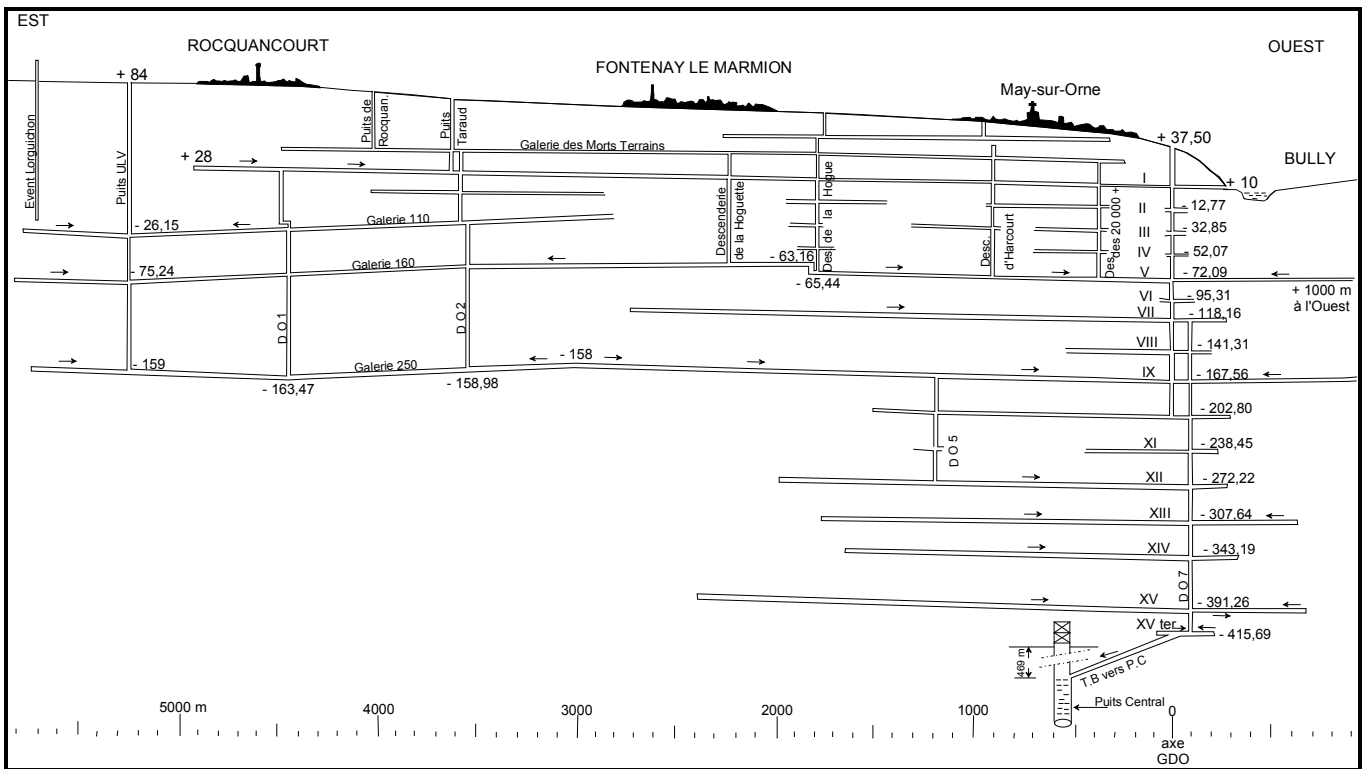 EST
OUEST
ROCQUANCOURT
FONTENAY LE MARMION
May-sur-Orne
BULLY
+ 84
+ 37,50
+ 28
+ 10
Event Lorguichon
Puits ULV
Puits de
Rocquan.
Puits
Taraud
Galerie des Morts Terrains
Descenderie
de la Hoguette
Des de la Hogue
Desc.
d'Harcourt
Des des 20 000 +
I
II
- 12,77
III
- 32,85
IV
- 52,07
V
- 72,09
VI
- 95,31
VII
- 118,16
VIII
- 141,31
IX
- 167,56
- 202,80
XI
- 238,45
XII
- 272,22
XIII
- 307,64
XIV
- 343,19
XV
- 391,26
XV ter
- 415,69
+ 1000 m
à l'Ouest
- 26,15
Galerie 110
- 75,24
Galerie 160
- 63,16
- 65,44
D O 1
D O 2
- 159
Galerie 250
- 158
- 163,47
- 158,98
D O 5
D O 7
469 m
T.B vers P.C
Puits Central
5000 m
4000
3000
2000
1000
0
axe
GDO